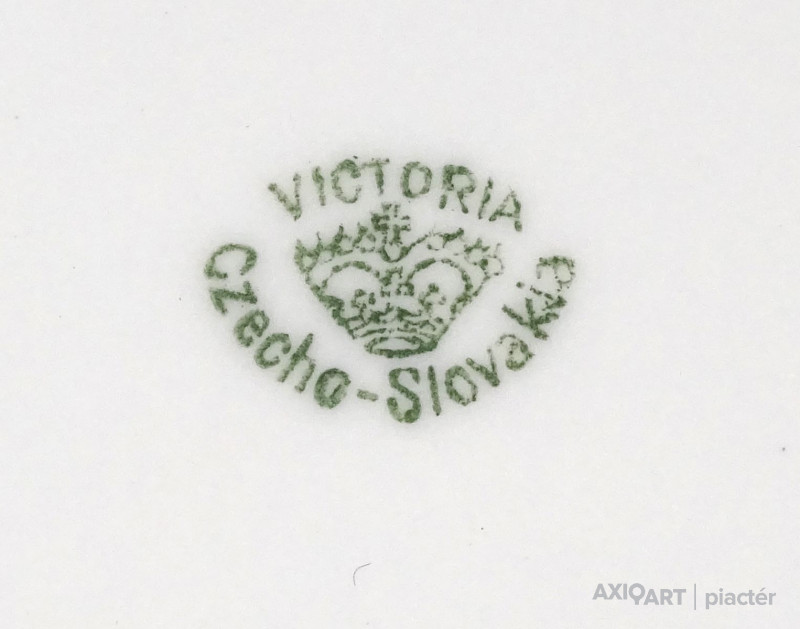 VICTORIA
Czecho-Slovakia
AXIOART | piactér